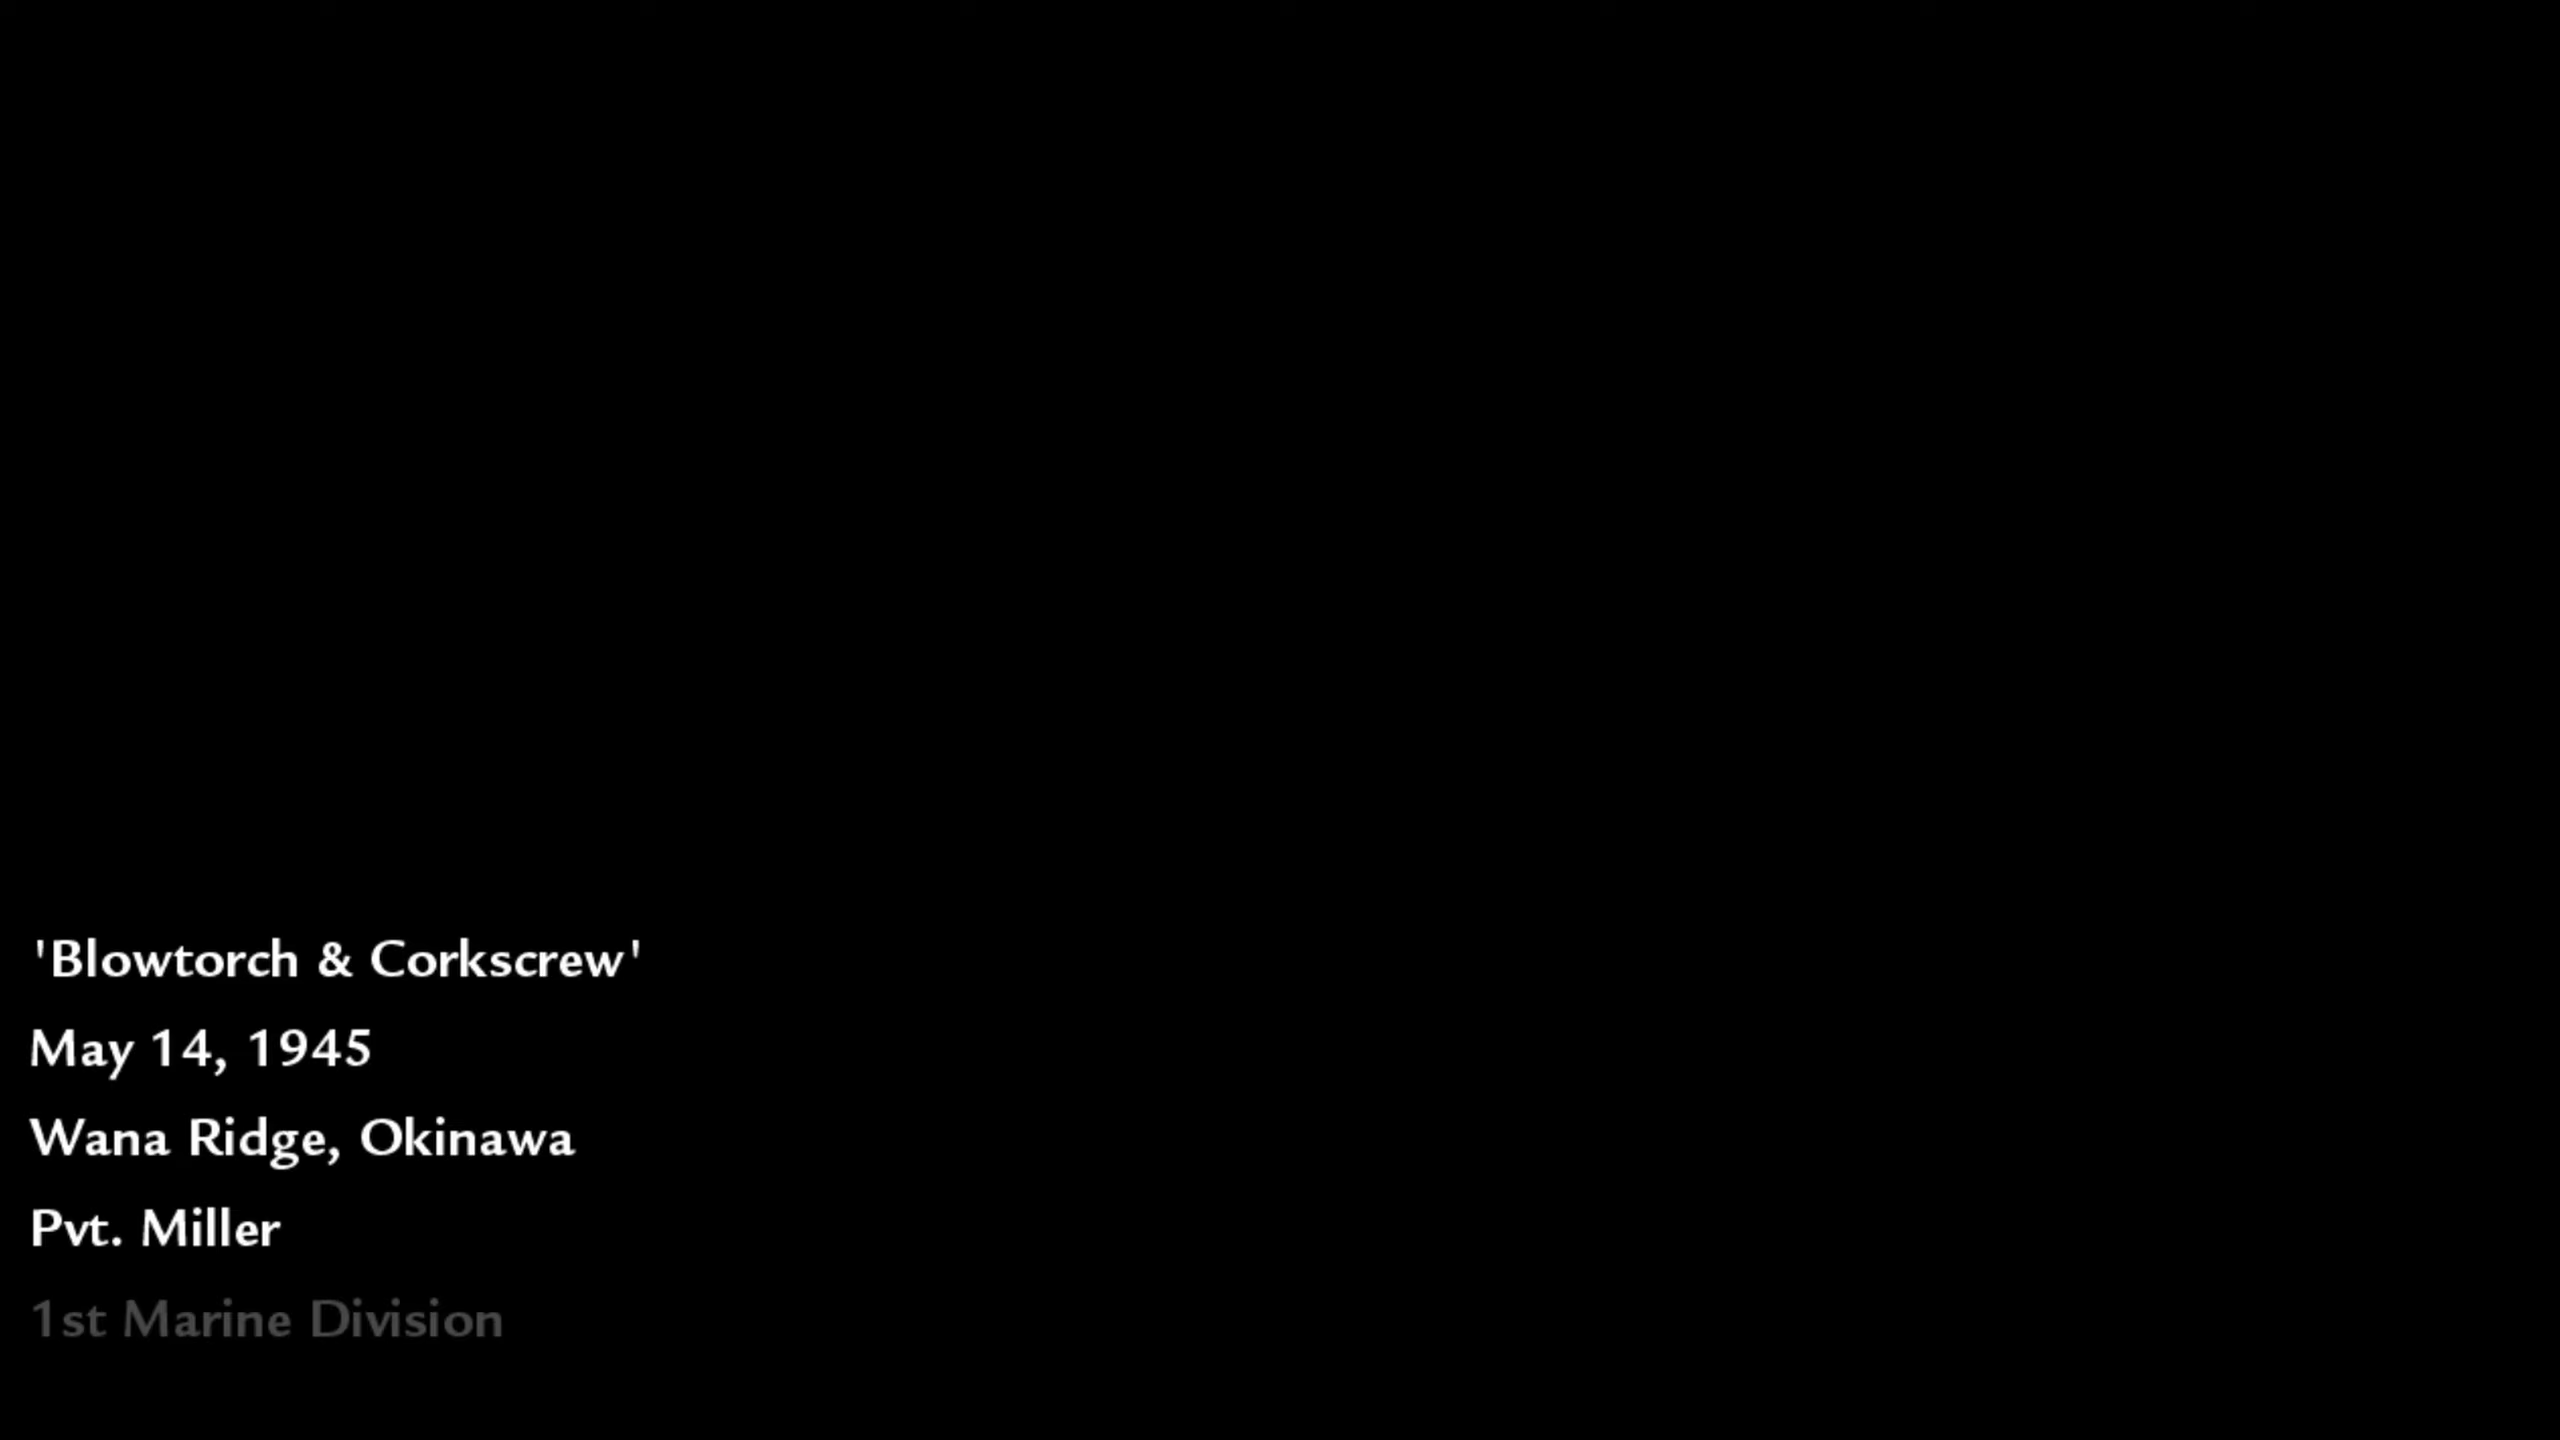 'Blowtorch & Corkscrew'
May 14, 1945
Wana Ridge, Okinawa
Pvt. Miller
1st Marine Division